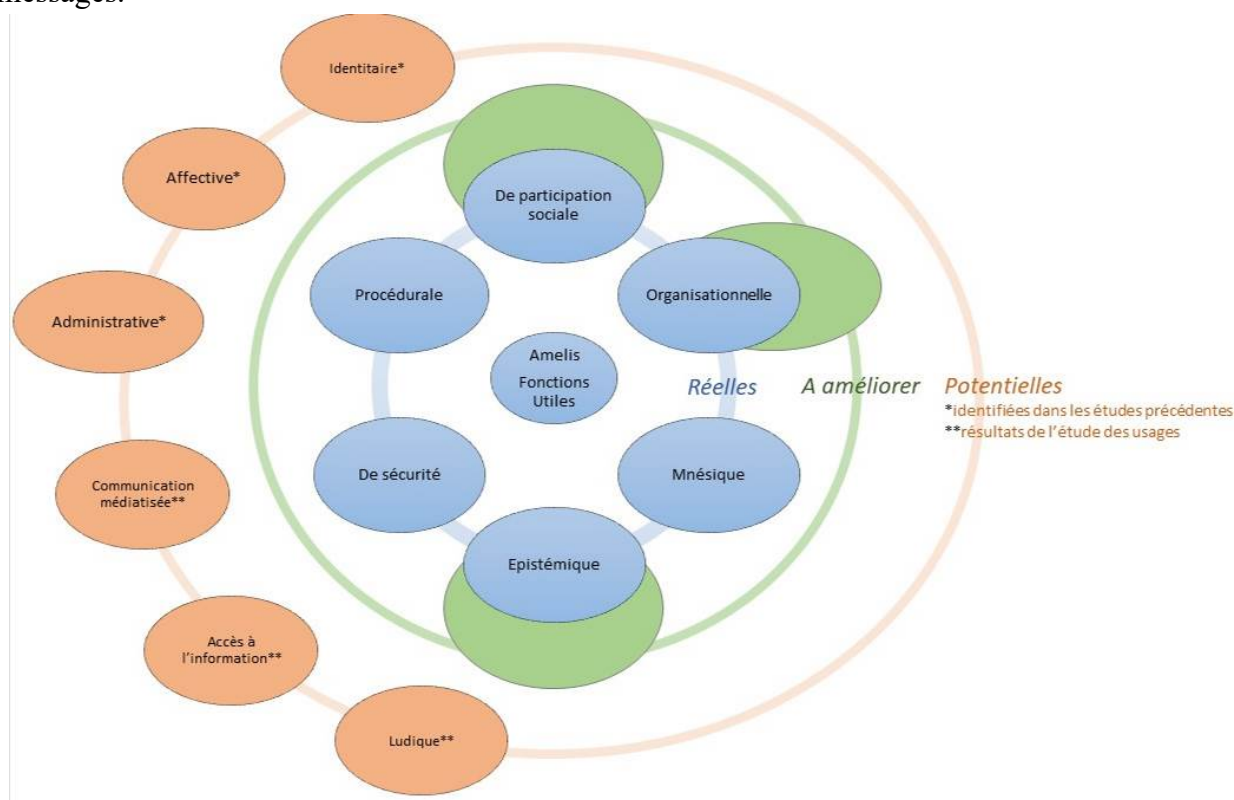 messages.
Identitaire*
Affective*
De participation
sociale
Procédurale
Organisationnelle
Administrative*
Amelis
Fonctions
Utiles
Réelles
A améliorer
Potentielles
*identifiées dans les études précédentes
**résultats de l'étude des usages
De sécurité
Mnésique
Communication
médiatisée**
Epistémique
Accès à
l'information**
Ludique**